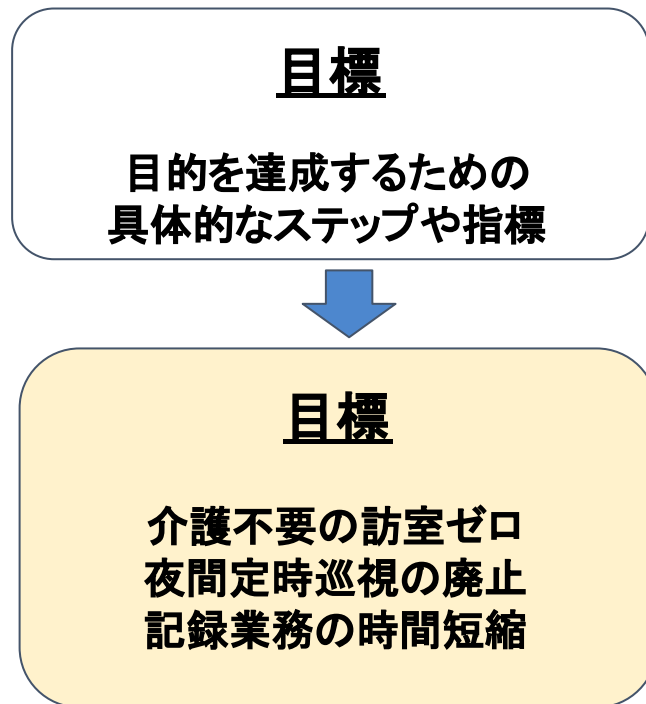 目標
目的を達成するための
具体的なステップや指標
目標
介護不要の訪室ゼロ
夜間定時巡視の廃止
記録業務の時間短縮